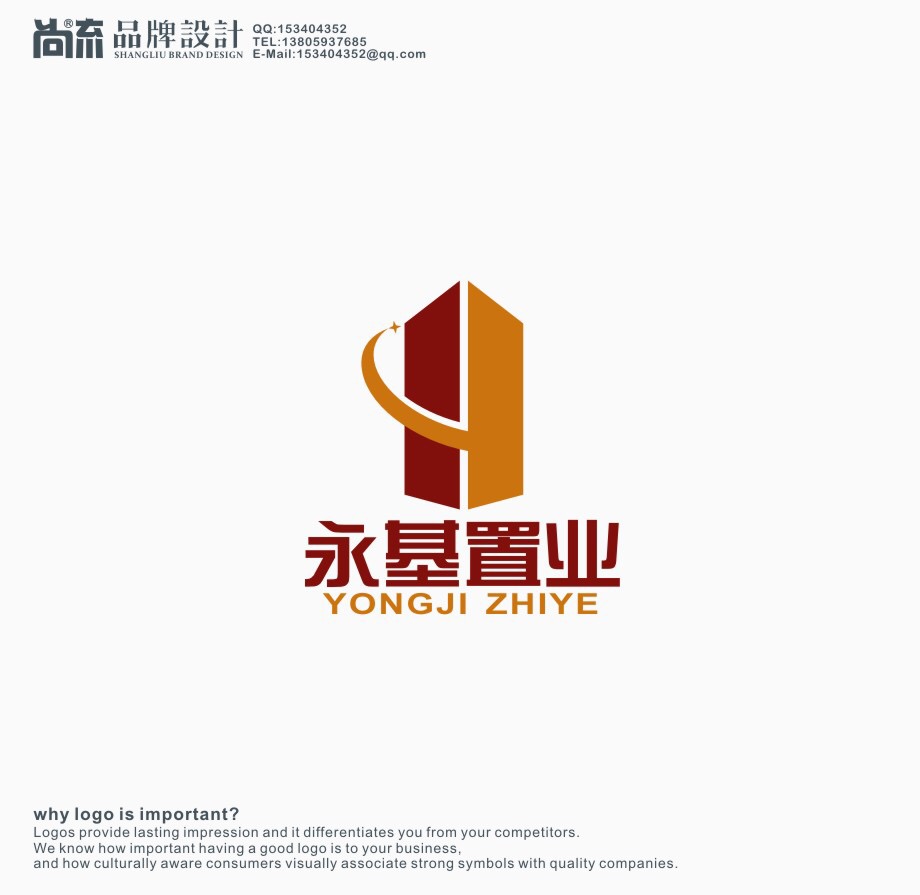 尚流® 品牌設計
SHANGLIU BRAND DESIGN
QQ:153404352
TEL:13805937685
E-Mail:153404352@qq.com
永基置业
YONGJI ZHIYE
why logo is important?
Logos provide lasting impression and it differentiates you from your competitors.
We know how important having a good logo is to your business,
and how culturally aware consumers visually associate strong symbols with quality companies.